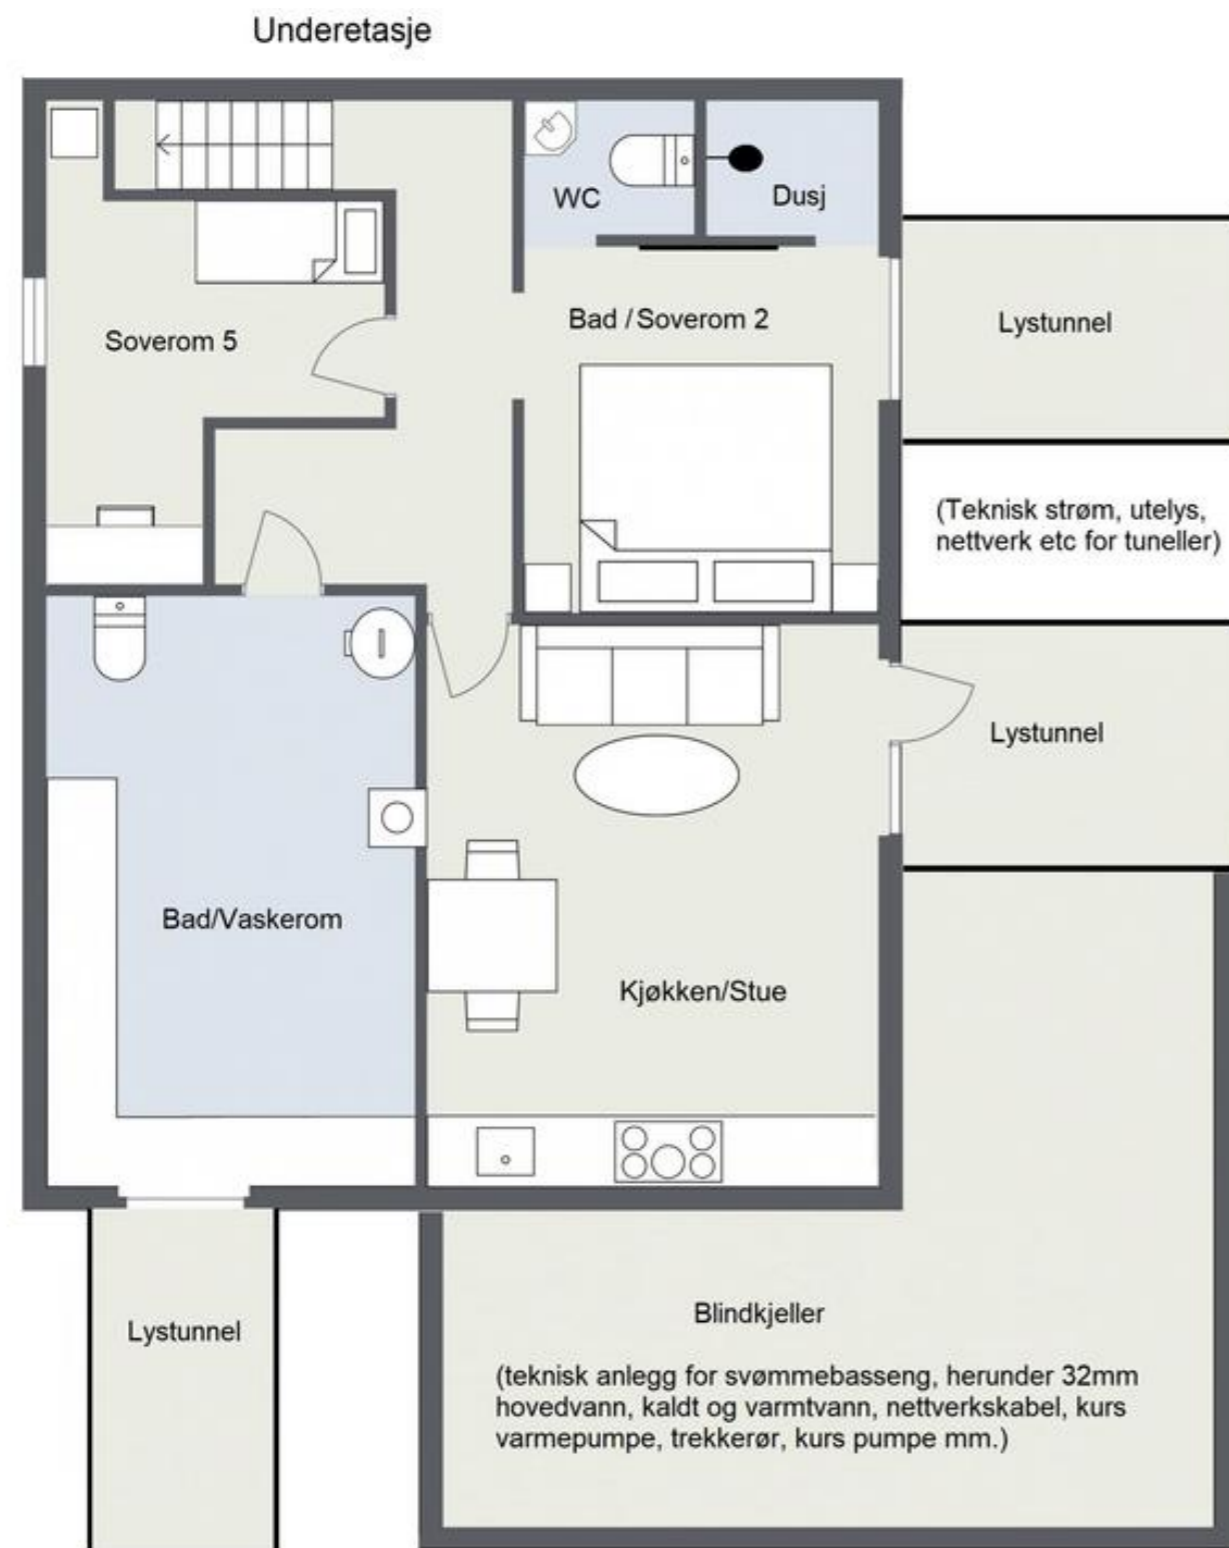 Underetasje
WC
Dusj
Bad / Soverom 2
Soverom 5
Lystunnel
(Teknisk strøm, utelys,
nettverk etc for tuneller)
Lystunnel
Bad/Vaskerom
Kjøkken/Stue
Lystunnel
Blindkjeller
(teknisk anlegg for svømmebasseng, herunder 32mm
hovedvann, kaldt og varmtvann, nettverkskabel, kurs
varmepumpe, trekkerør, kurs pumpe mm.)